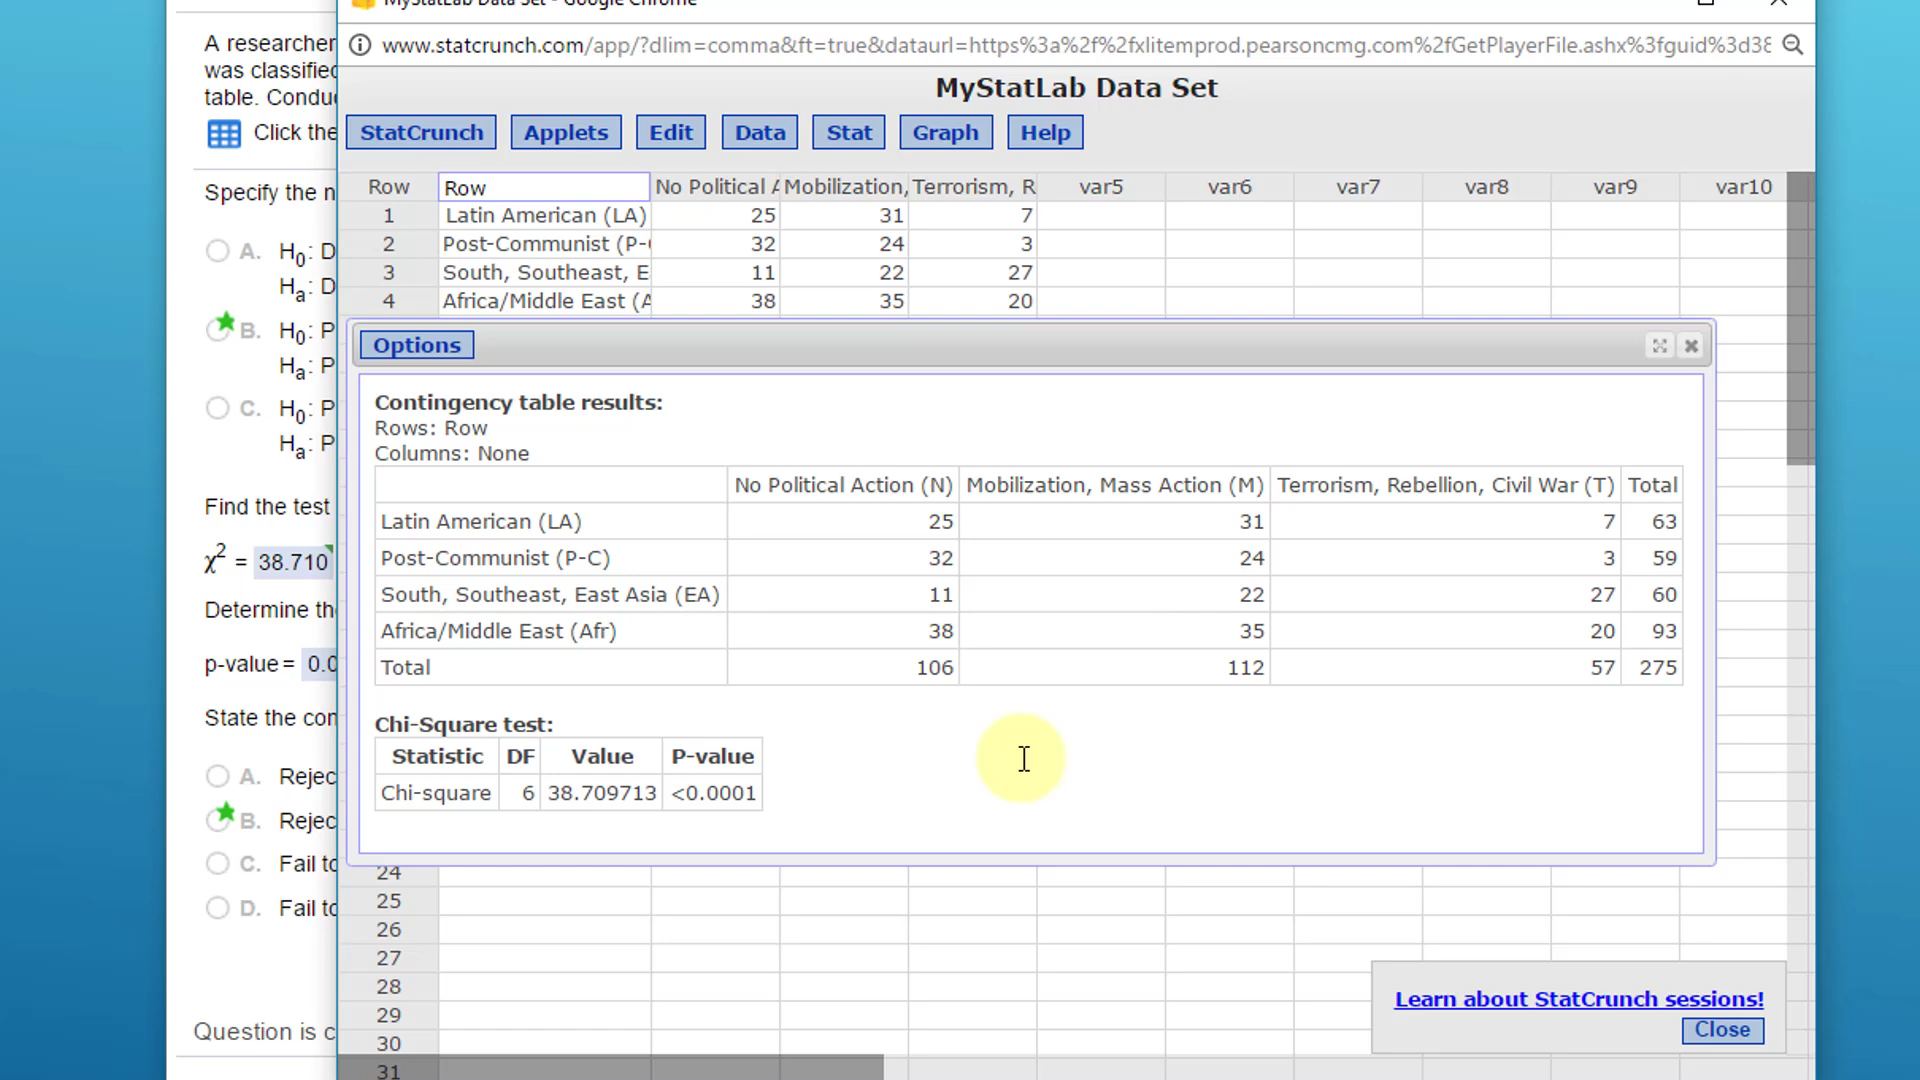 MyStatLab Data Set - Google Chrome
www.statcrunch.com/app/?dlim=comma&ft=true&dataurl=https%3a%2f%2fxlitemprod.pearsoncmg.com%2fGetPlayerFile.ashx%3fguid%3d38
MyStatLab Data Set
StatCrunch Applets Edit Data Stat Graph Help
Row Row No Political A Mobilization, Terrorism, R var5 var6 var7 var8 var9 var10
1 Latin American (LA) 25 31 7
2 Post-Communist (P-C 32 24 3
3 South, Southeast, E 11 22 27
4 Africa/Middle East (A 38 35 20
Options
Contingency table results:
Rows: Row
Columns: None
No Political Action (N) Mobilization, Mass Action (M) Terrorism, Rebellion, Civil War (T) Total
Latin American (LA) 25 31 7 63
Post-Communist (P-C) 32 24 3 59
South, Southeast, East Asia (EA) 11 22 27 60
Africa/Middle East (Afr) 38 35 20 93
Total 106 112 57 275
Chi-Square test:
Statistic DF Value P-value
Chi-square 6 38.709713 <0.0001
24
25
26
27
28
29
30
31
Learn about StatCrunch sessions!
Close
A researcher
was classified
table. Condu
Click the
Specify the n
A. H0: D
Ha: D
B. H0: P
Ha: P
C. H0: P
Ha: P
Find the test
χ2 = 38.710
Determine the
p-value = 0.0
State the con
A. Rejec
B. Rejec
C. Fail to
D. Fail to
Question is c